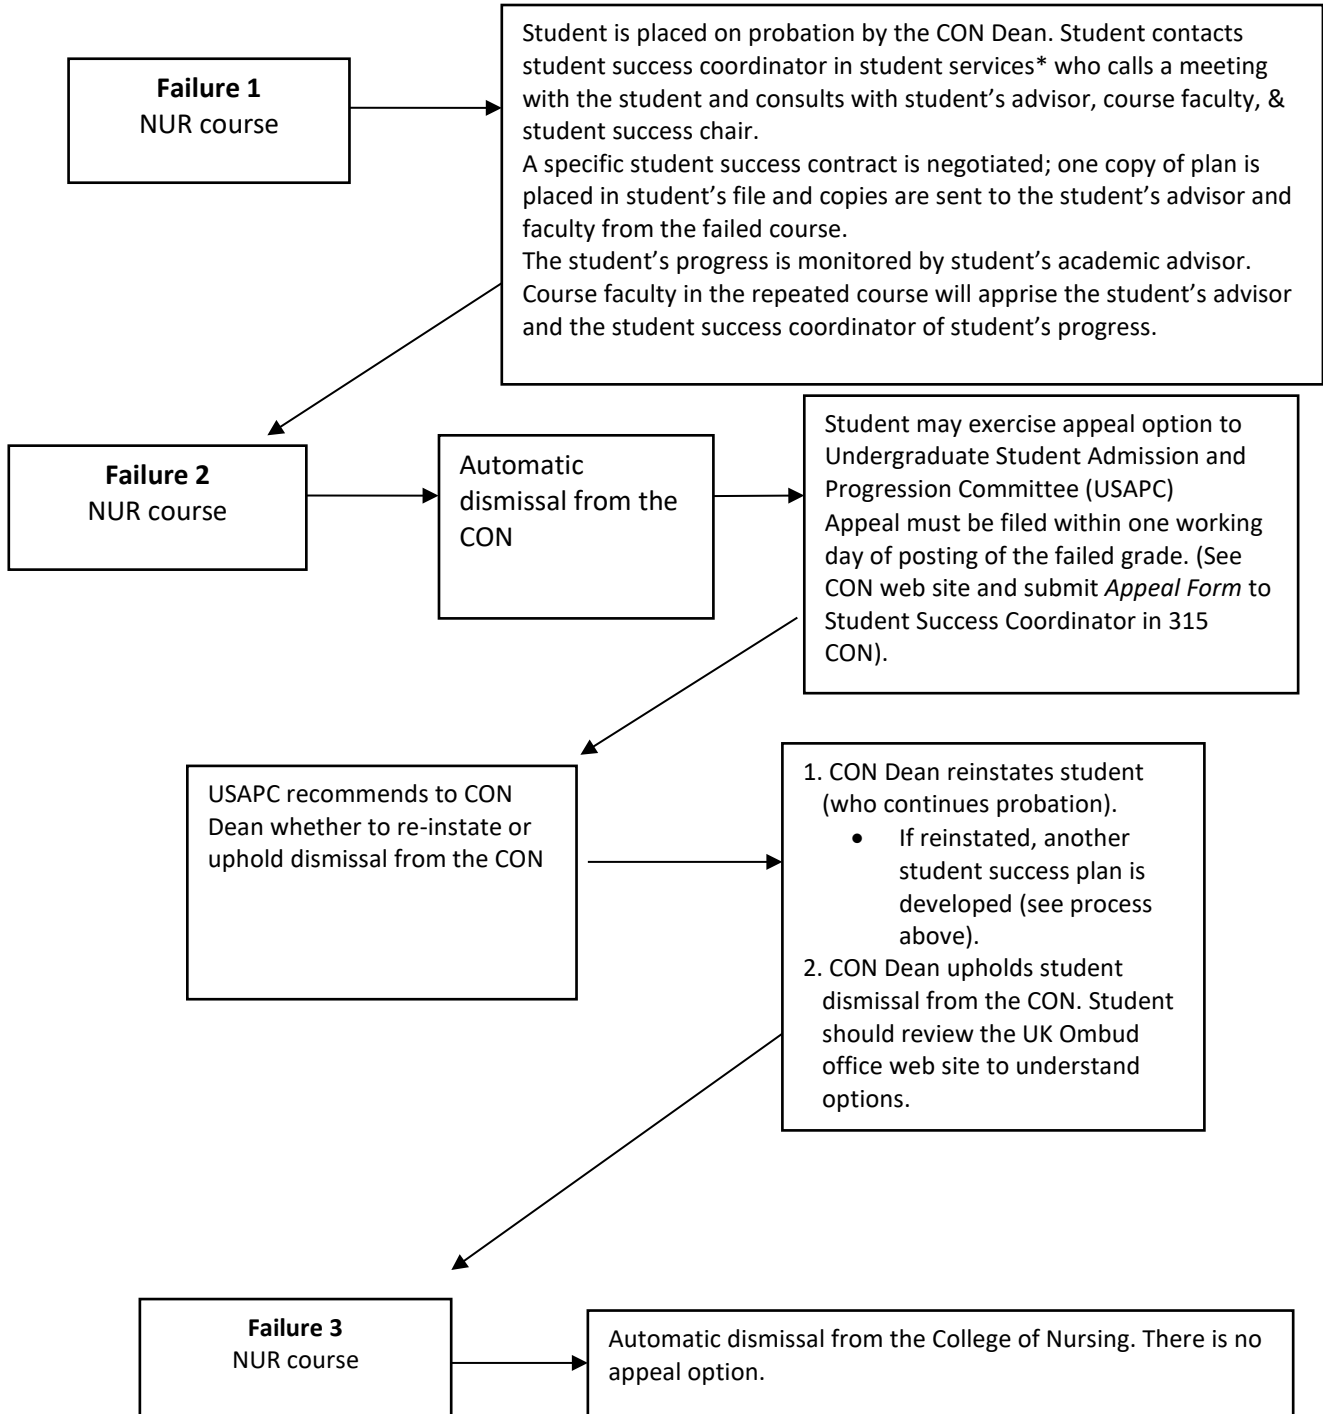 Failure 1
NUR course
Student is placed on probation by the CON Dean. Student contacts
student success coordinator in student services* who calls a meeting
with the student and consults with student’s advisor, course faculty, &
student success chair.
A specific student success contract is negotiated; one copy of plan is
placed in student’s file and copies are sent to the student’s advisor and
faculty from the failed course.
The student’s progress is monitored by student’s academic advisor.
Course faculty in the repeated course will apprise the student’s advisor
and the student success coordinator of student’s progress.
Failure 2
NUR course
Automatic
dismissal from the
CON
Student may exercise appeal option to
Undergraduate Student Admission and
Progression Committee (USAPC)
Appeal must be filed within one working
day of posting of the failed grade. (See
CON web site and submit Appeal Form to
Student Success Coordinator in 315
CON).
USAPC recommends to CON
Dean whether to re-instate or
uphold dismissal from the CON
1. CON Dean reinstates student
(who continues probation).
• If reinstated, another
student success plan is
developed (see process
above).
2. CON Dean upholds student
dismissal from the CON. Student
should review the UK Ombud
office web site to understand
options.
Failure 3
NUR course
Automatic dismissal from the College of Nursing. There is no
appeal option.